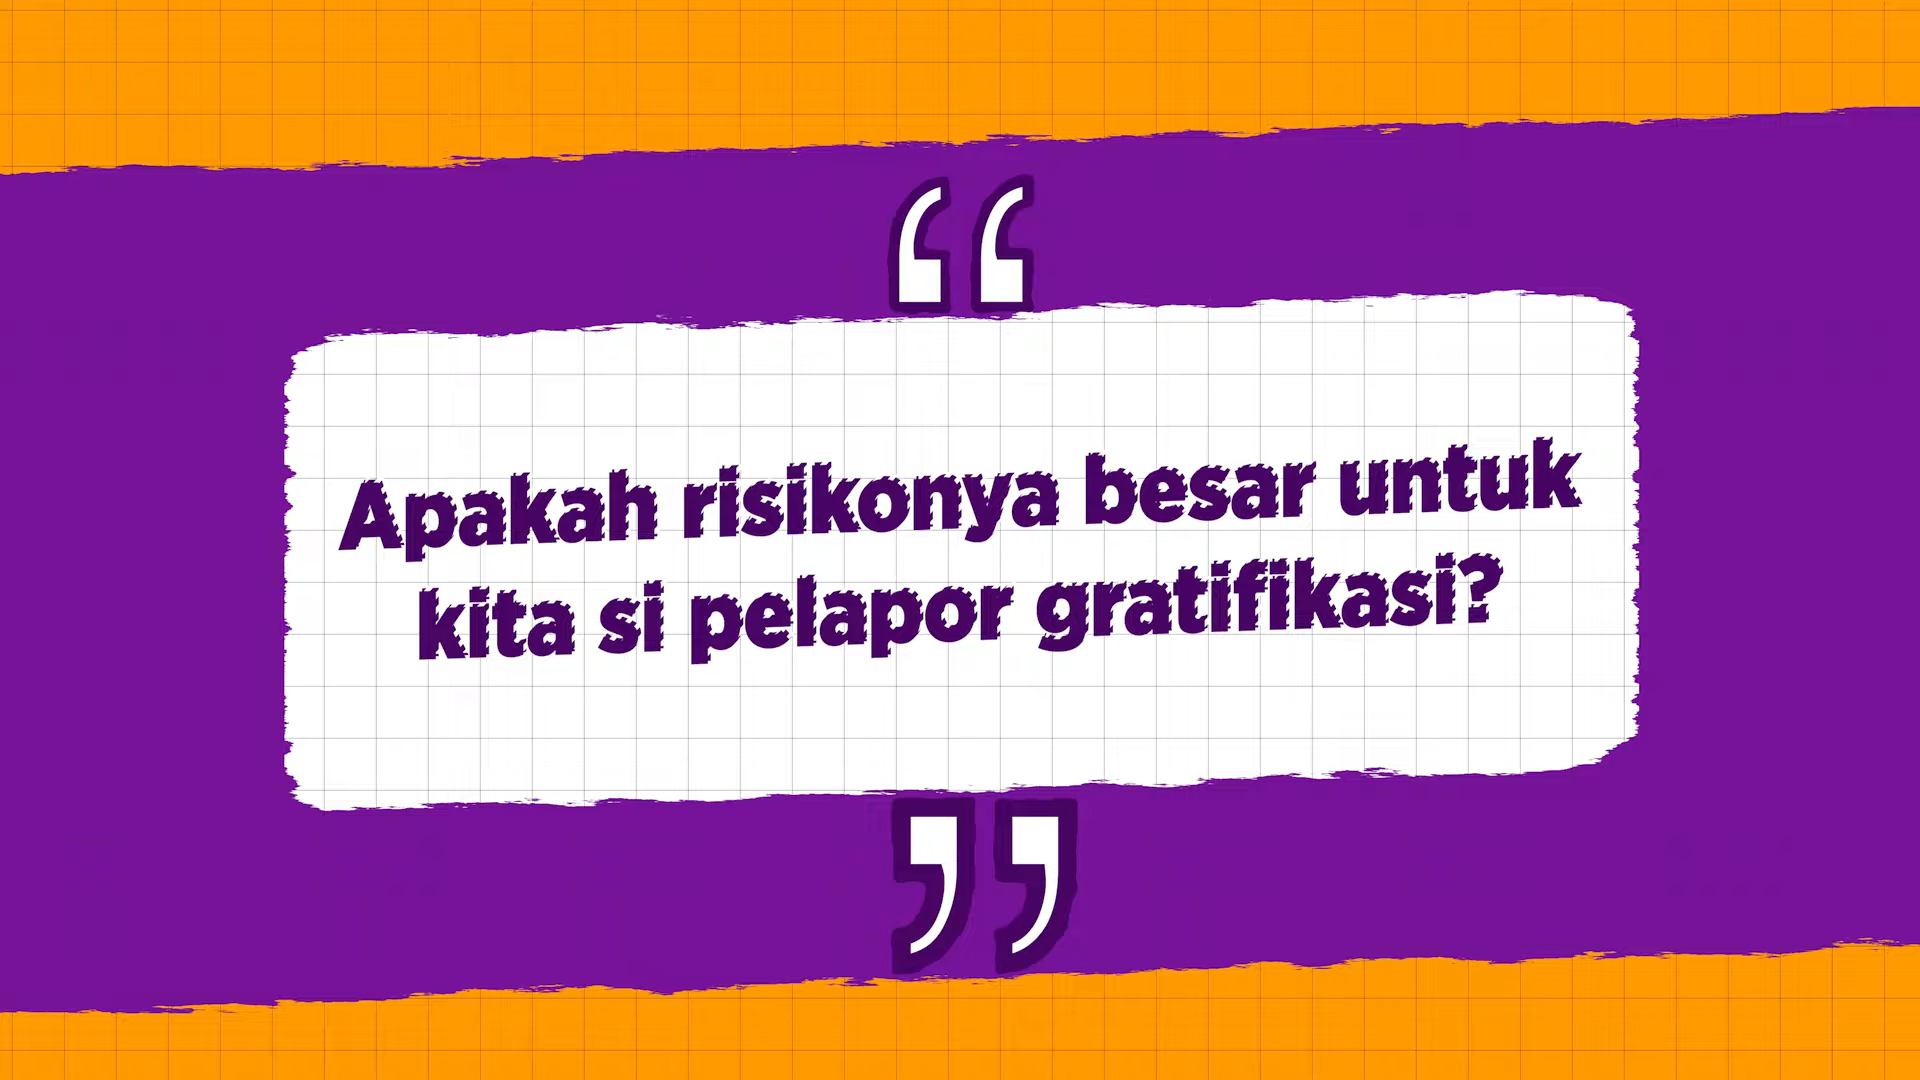 “
Apakah risikonya besar untuk
kita si pelapor gratifikasi?
”